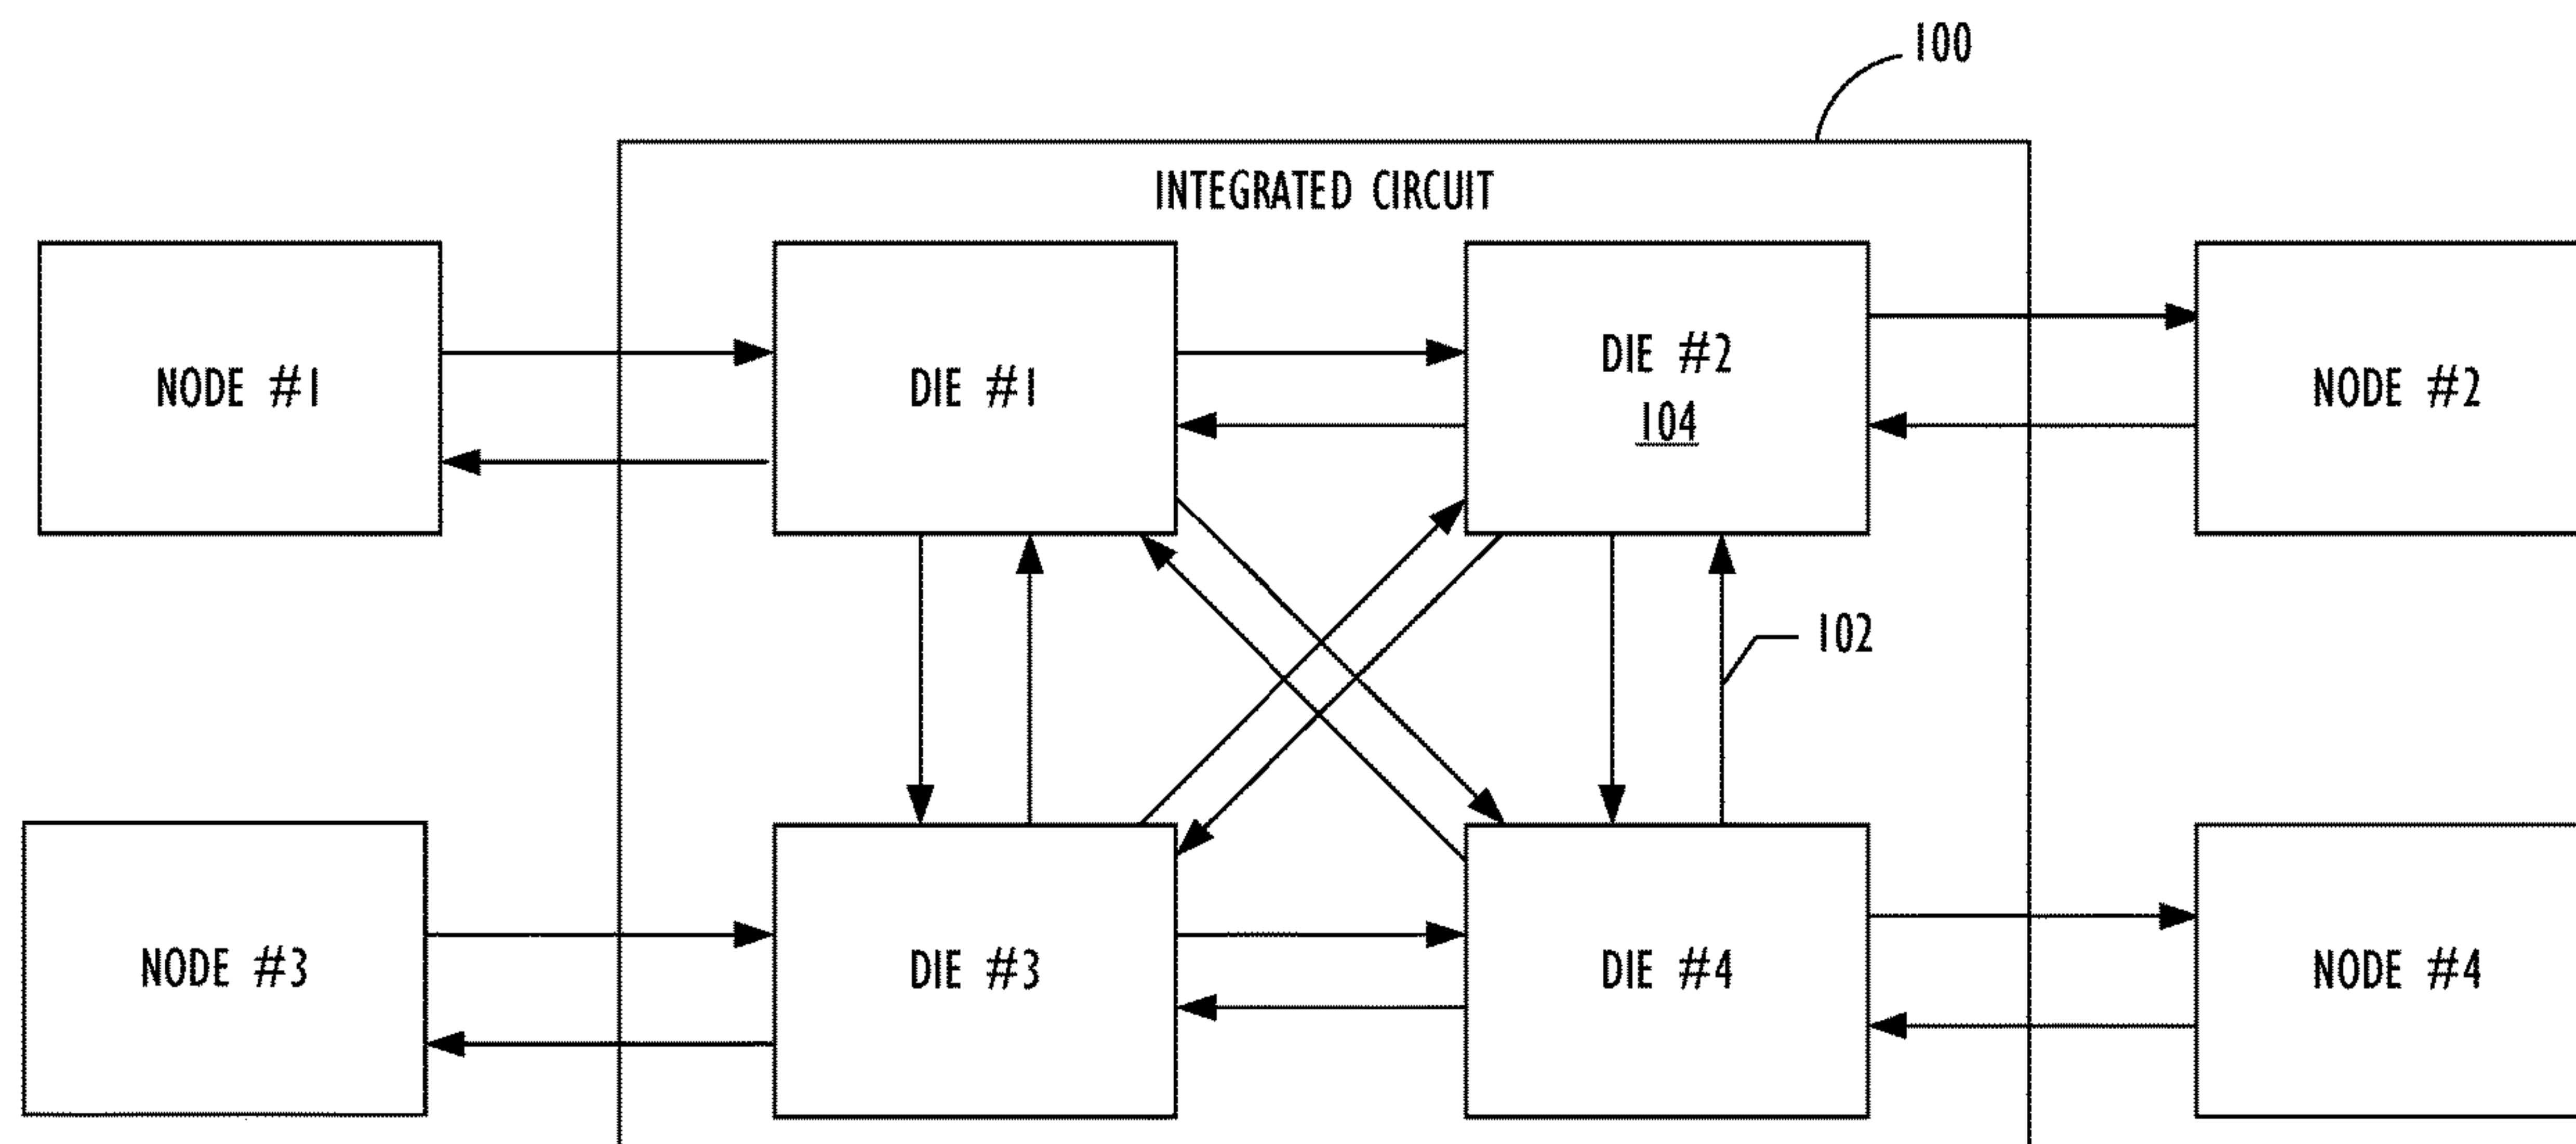 100
INTEGRATED CIRCUIT
NODE #1
DIE #1
DIE #2
104
NODE #2
102
NODE #3
DIE #3
DIE #4
NODE #4